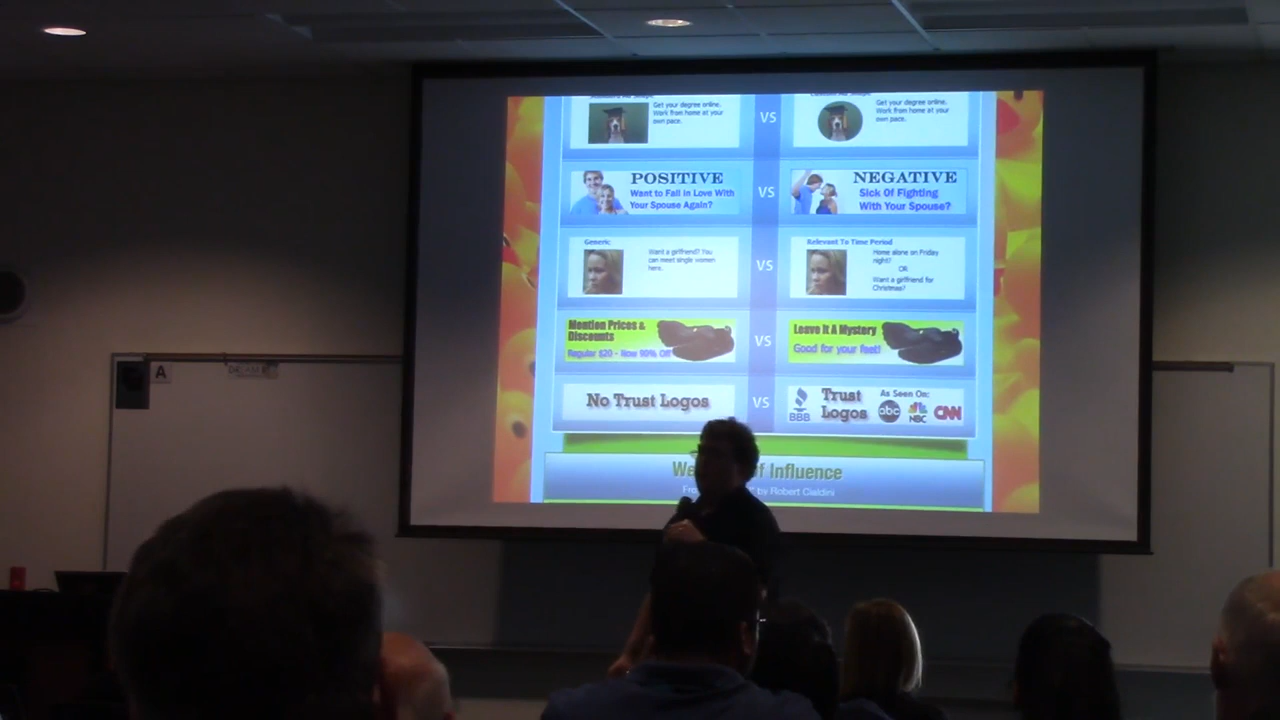 Get your degree online.
Work from home at your
own pace.
VS
Get your degree online.
Work from home at your
own pace.
POSITIVE
Want to Fall In Love With
Your Spouse Again?
VS
NEGATIVE
Sick Of Fighting
With Your Spouse?
Generic
Want a girlfriend? You
can meet single women
here.
VS
Relevant To Time Period
Home alone on Friday
night?
OR
Want a girlfriend for
Christmas?
Mention Prices &
Discounts
Regular $20 - Now 90% Off
VS
Leave It A Mystery
Good for your feet!
No Trust Logos
VS
BBB
Trust
Logos
As Seen On:
abc
NBC
CNN
of Influence
by Robert Cialdini
A